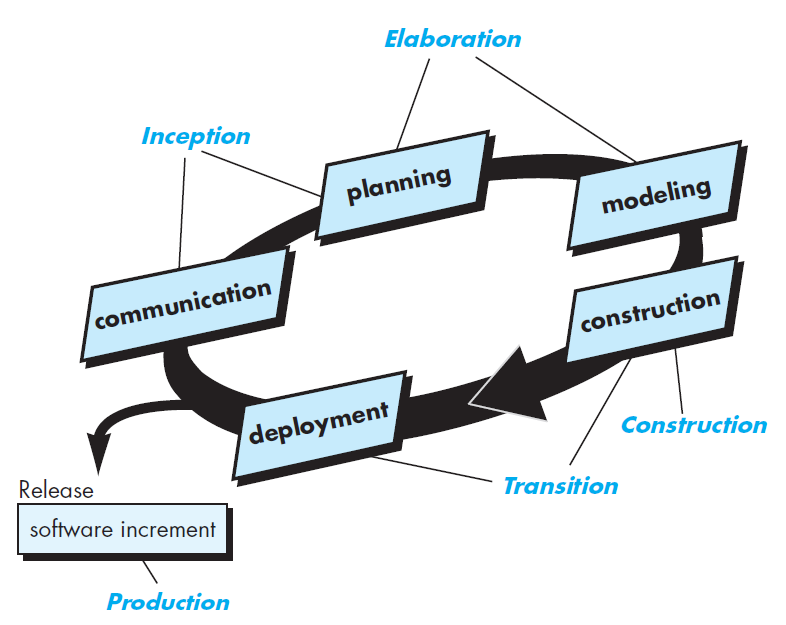 Elaboration
Inception
planning
modeling
communication
construction
deployment
Construction
Transition
Release
software increment
Production